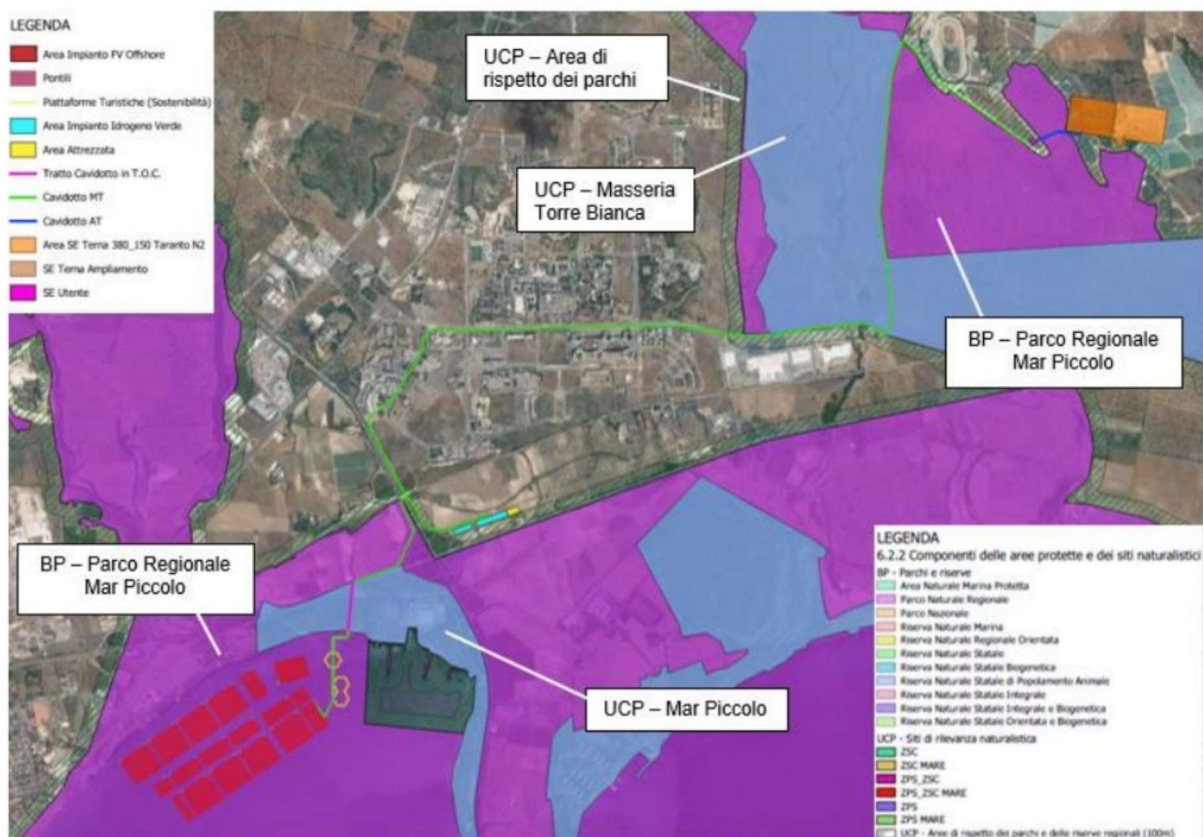 LEGENDA
Area Impianto FV Offshore
Pontili
Piattaforme Turistiche (Sostenibilità)
Area Impianto Idrogeno Verde
Area Attrezzata
Tratto Cavidotto in T.O.C.
Cavidotto MT
Cavidotto AT
Area SE Terna 380_150 Taranto N2
SE Terna Ampliamento
SE Utente
UCP – Area di
rispetto dei parchi
UCP – Masseria
Torre Bianca
BP – Parco Regionale
Mar Piccolo
BP – Parco Regionale
Mar Piccolo
UCP – Mar Piccolo
LEGENDA
6.2.2 Componenti delle aree protette e dei siti naturalistici
BP - Parchi e riserve
Area Naturale Marina Protetta
Parco Naturale Regionale
Parco Nazionale
Riserva Naturale Marina
Riserva Naturale Regionale Orientata
Riserva Naturale Statale
Riserva Naturale Statale Biogenetica
Riserva Naturale Statale di Popolamento Animale
Riserva Naturale Statale Integrale
Riserva Naturale Statale Integrale e Biogenetica
Riserva Naturale Statale Orientata e Biogenetica
UCP - Siti di rilevanza naturalistica
ZSC
ZSC MARE
ZPS_ZSC
ZPS_ZSC MARE
ZPS
ZPS MARE
UCP - Aree di rispetto dei parchi e delle riserve regionali (100m)